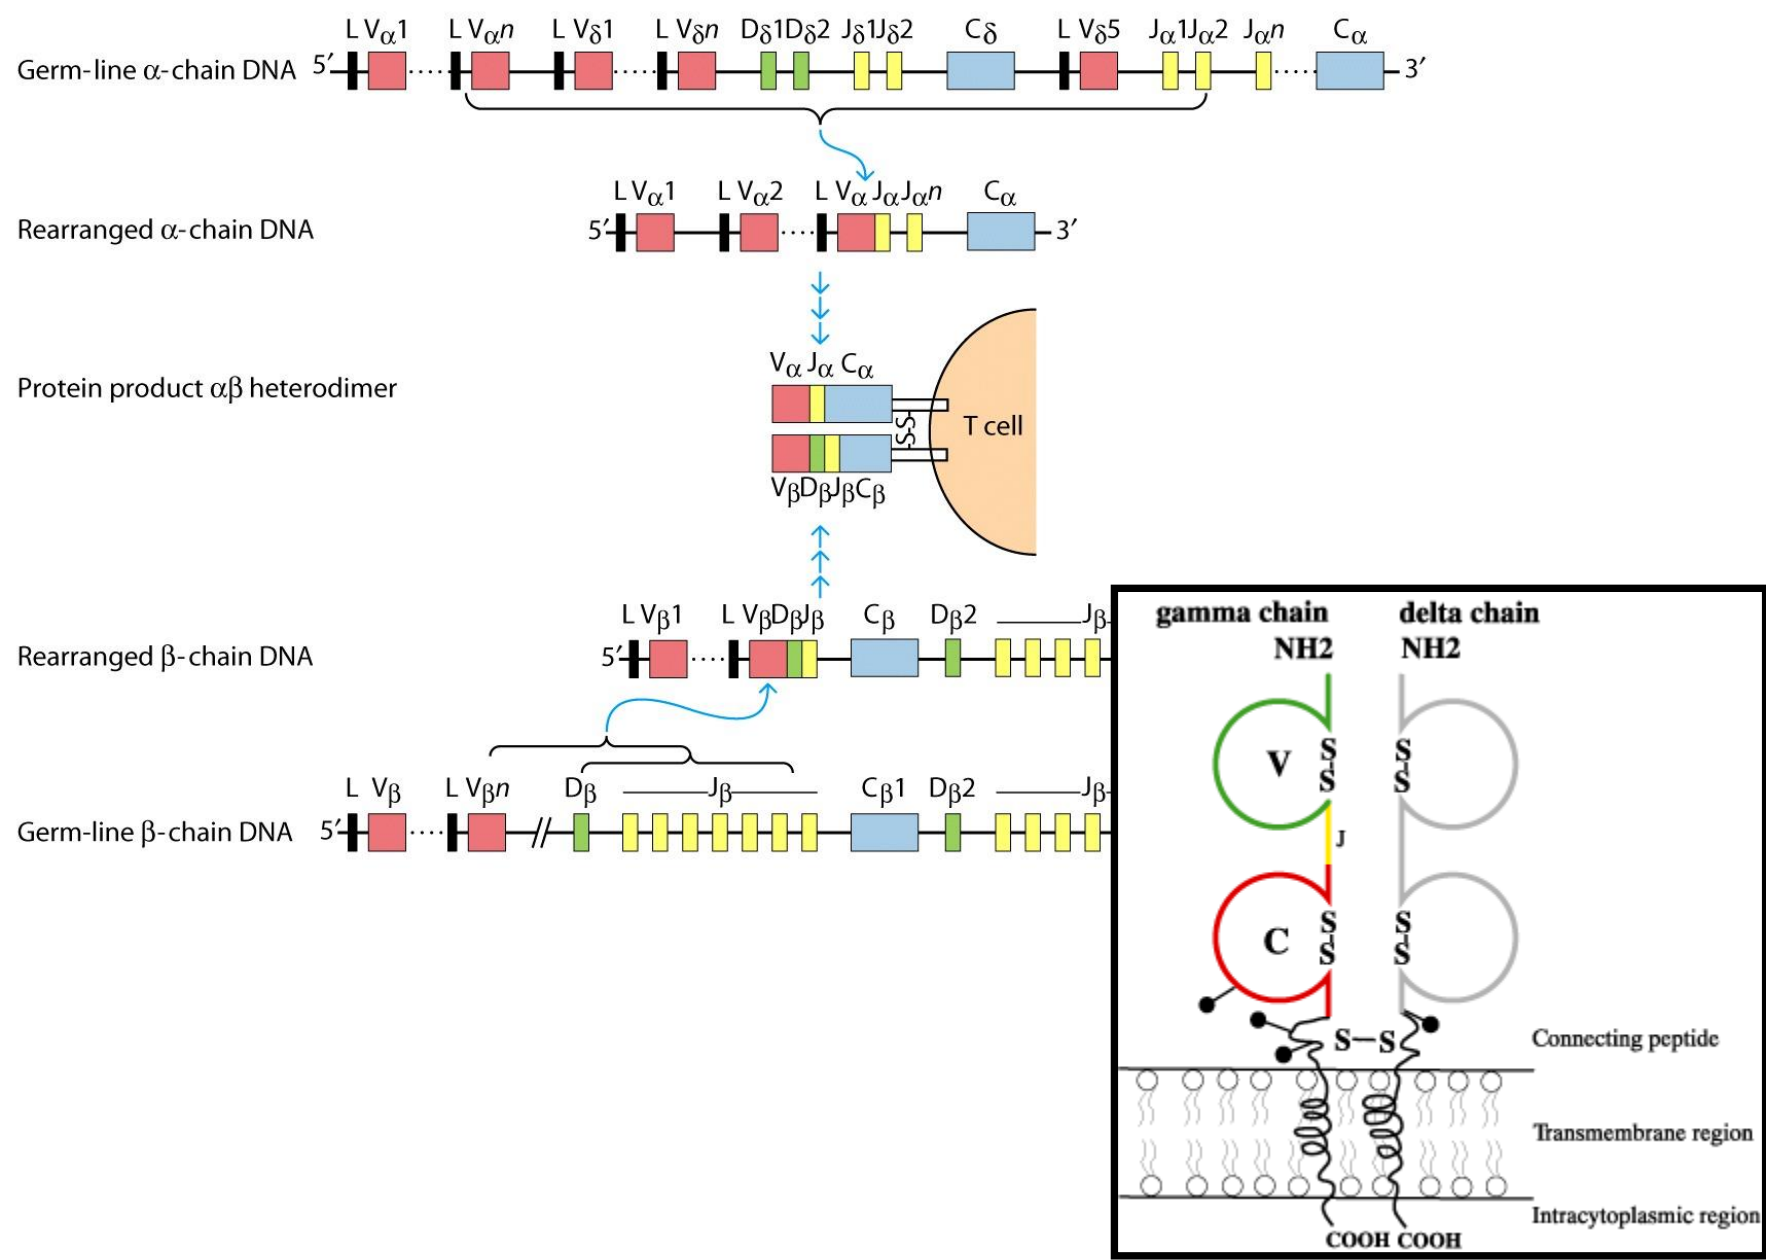 L Vα1 L Vαn L Vδ1 L Vδn Dδ1Dδ2 Jδ1Jδ2 Cδ L Vδ5 Jα1Jα2 Jαn Cα
Germ-line α-chain DNA 5′ 3′
L Vα1 L Vα2 L Vα Jα Jαn Cα
Rearranged α-chain DNA 5′ 3′
Vα Jα Cα
Protein product αβ heterodimer
S-S
T cell
VβDβJβCβ
L Vβ1 L VβDβJβ Cβ Dβ2 Jβ
Rearranged β-chain DNA 5′
L Vβ L Vβn Dβ Jβ Cβ1 Dβ2 Jβ
Germ-line β-chain DNA 5′
gamma chain delta chain
NH2 NH2
V S S S S
J
C S S S S
S—S
Connecting peptide
Transmembrane region
Intracytoplasmic region
COOH COOH